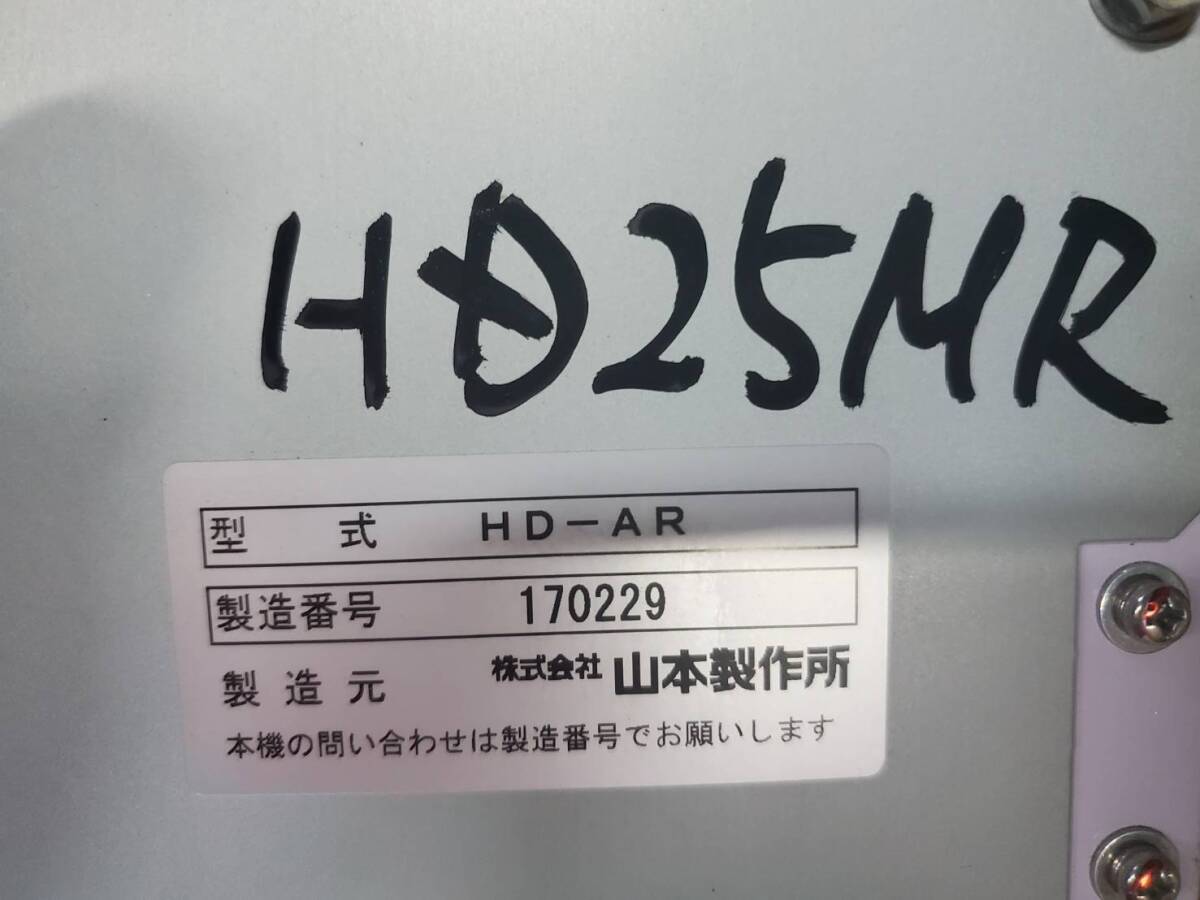 HD25MR
型式 HD-AR
製造番号 170229
製造元 株式会社 山本製作所
本機の問い合わせは製造番号でお願いします